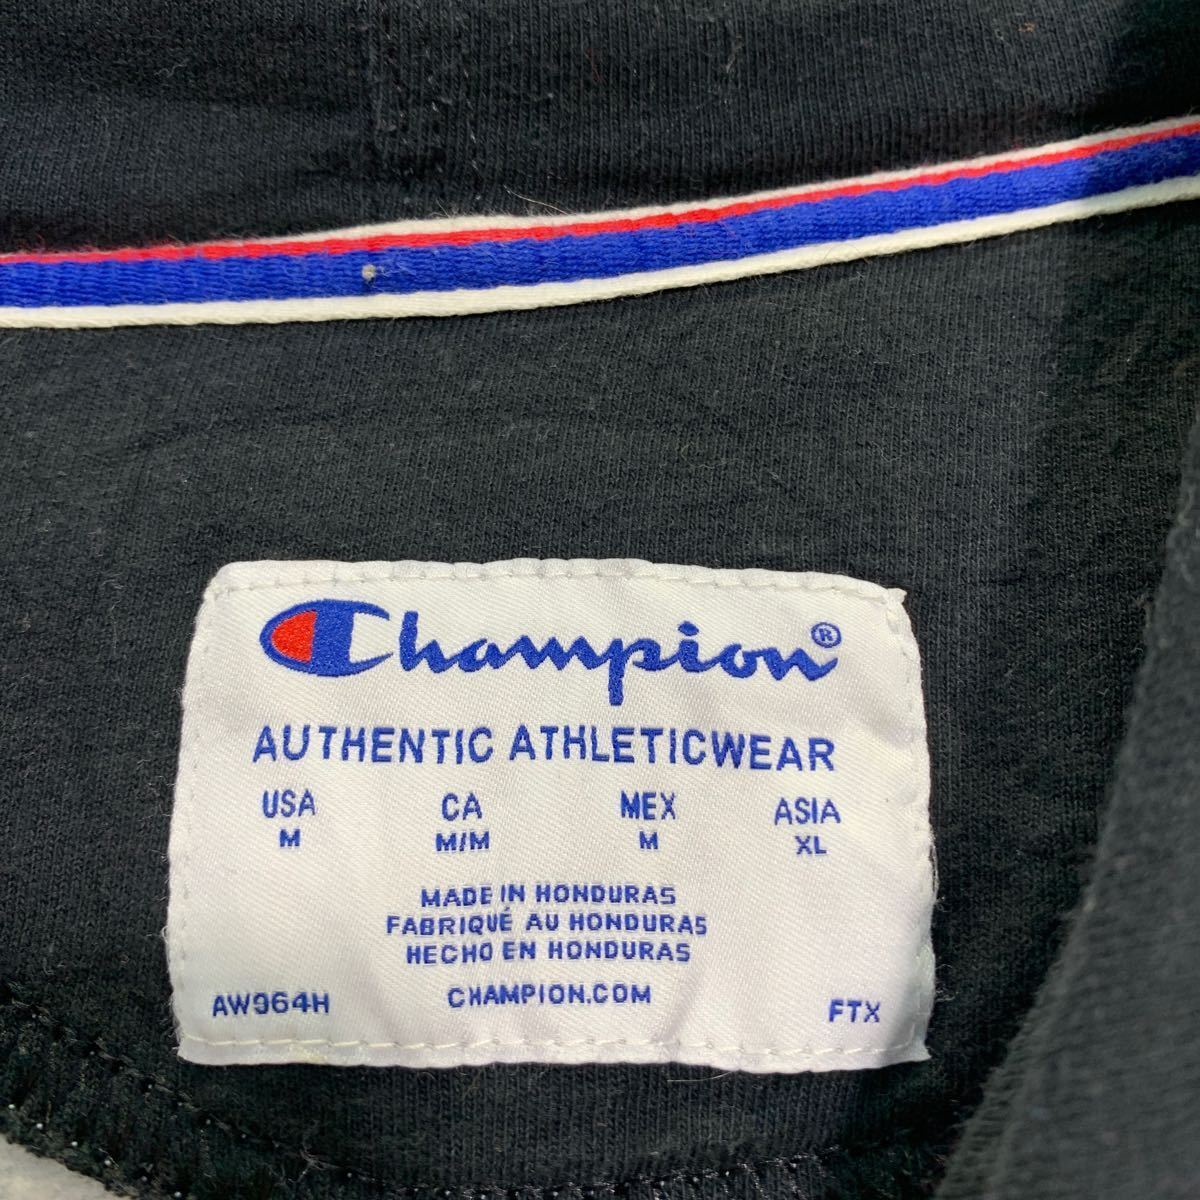 Champion®
AUTHENTIC ATHLETICWEAR
USA CA MEX ASIA
M M/M M XL
MADE IN HONDURAS
FABRIQUÉ AU HONDURAS
HECHO EN HONDURAS
AW964H CHAMPION.COM FTX